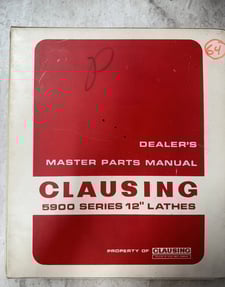 64
P
DEALER'S
MASTER PARTS MANUAL
CLAUSING
5900 SERIES 12" LATHES
PROPERTY OF CLAUSING